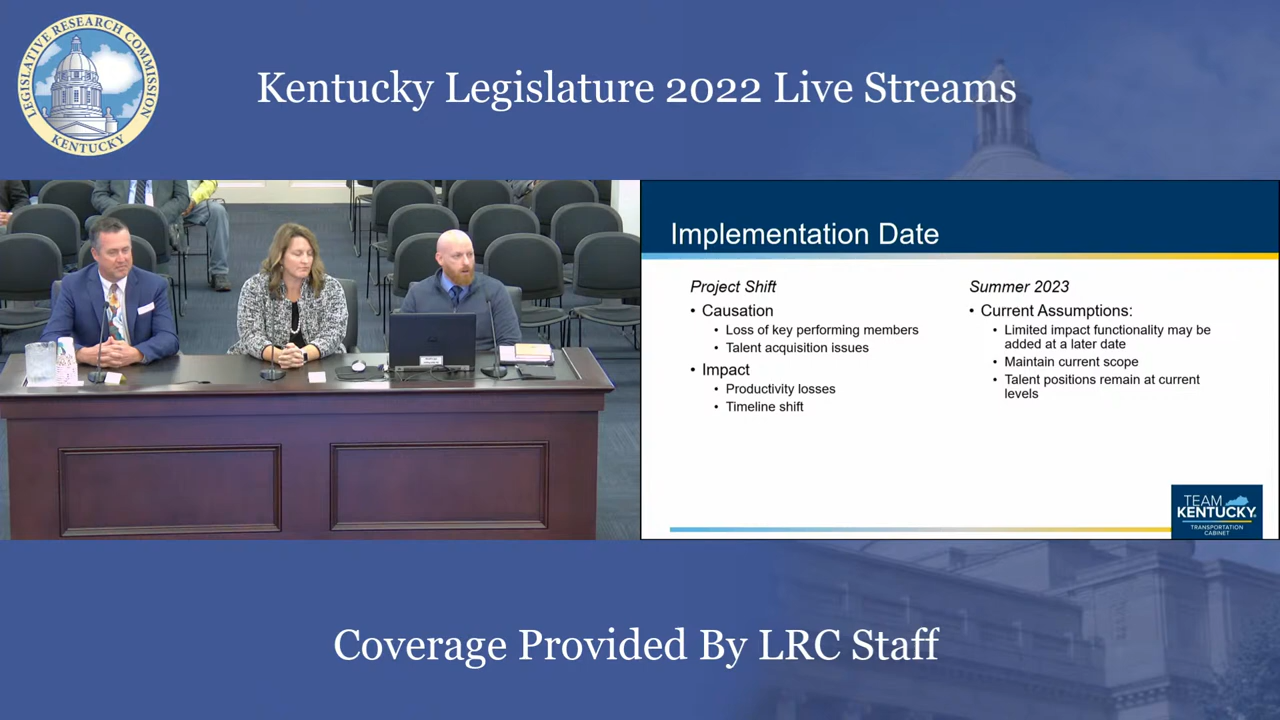 LEGISLATIVE RESEARCH COMMISSION
KENTUCKY
Kentucky Legislature 2022 Live Streams
Implementation Date
Project Shift
• Causation
• Loss of key performing members
• Talent acquisition issues
• Impact
• Productivity losses
• Timeline shift
Summer 2023
• Current Assumptions:
• Limited impact functionality may be
added at a later date
• Maintain current scope
• Talent positions remain at current
levels
TEAM
KENTUCKY.
TRANSPORTATION
CABINET
Coverage Provided By LRC Staff